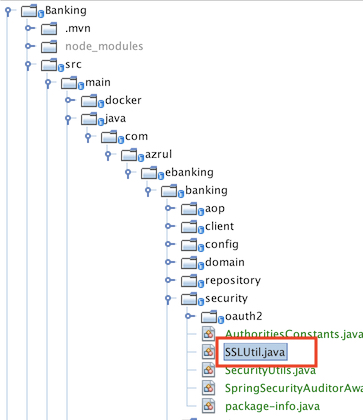 Banking
.mvn
node_modules
src
main
docker
java
com
azrul
ebanking
banking
aop
client
config
domain
repository
security
oauth2
AuthoritiesConstants.java
SSLUtil.java
SecurityUtils.java
SpringSecurityAuditorAwa
package-info.java